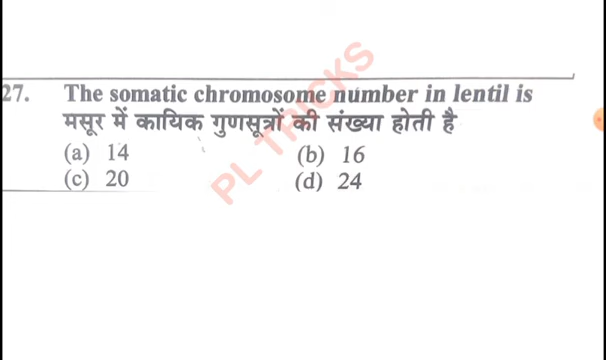 27. The somatic chromosome number in lentil is
मसूर में कायिक गुणसूत्रों की संख्या होती है
(a) 14 (b) 16
(c) 20 (d) 24
PL TRICKS